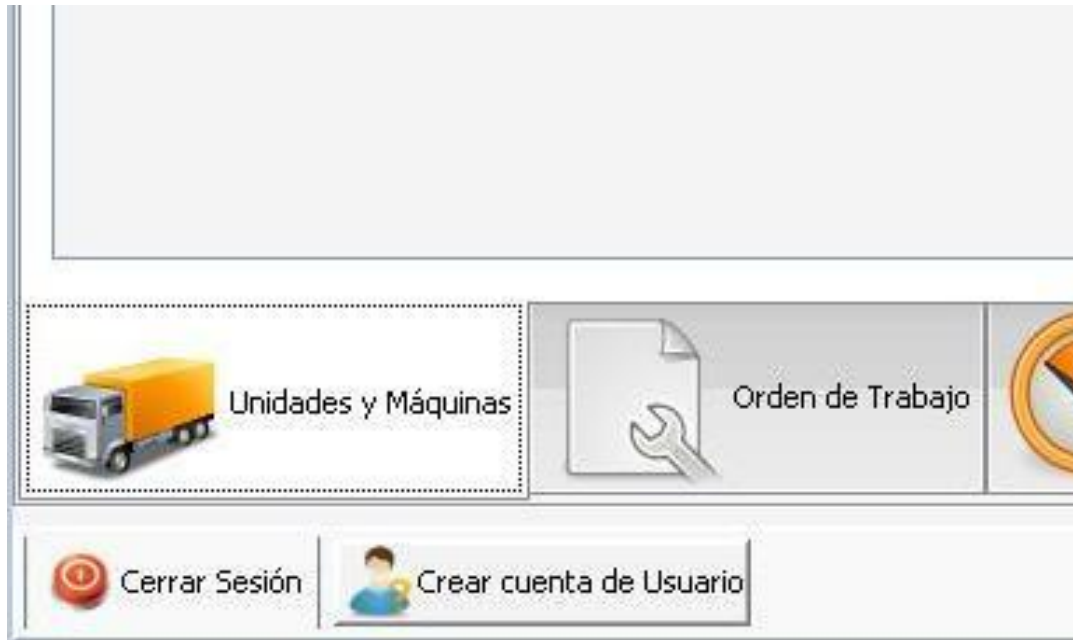 Unidades y Máquinas
Orden de Trabajo
Cerrar Sesión
Crear cuenta de Usuario